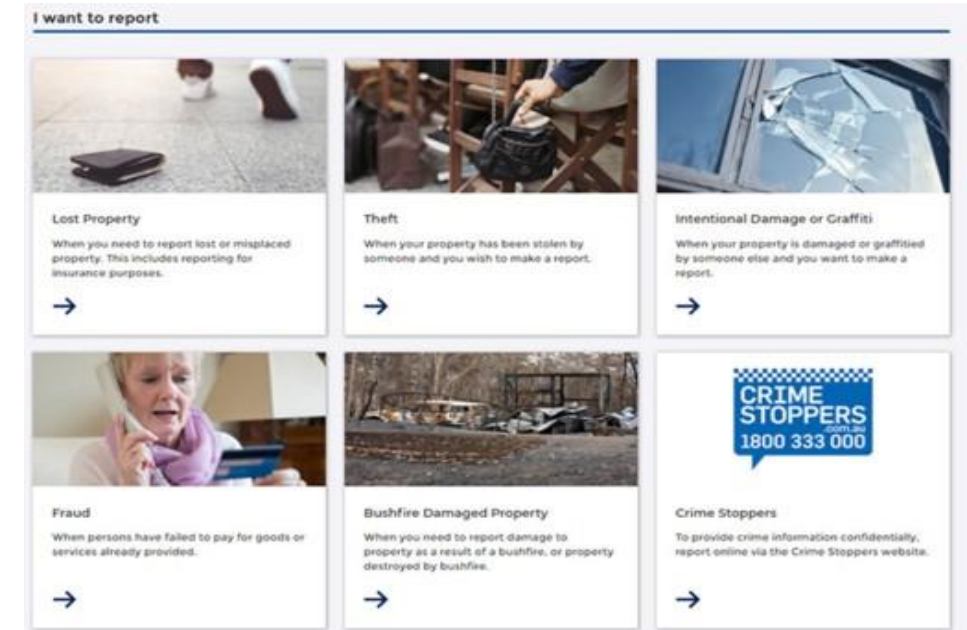 I want to report
Lost Property
When you need to report lost or misplaced
property. This includes reporting for
insurance purposes.
Theft
When your property has been stolen by
someone and you wish to make a report.
Intentional Damage or Graffiti
When your property is damaged or graffitied
by someone else and you want to make a
report.
Fraud
When persons have failed to pay for goods or
services already provided.
Bushfire Damaged Property
When you need to report damage to
property as a result of a bushfire, or property
destroyed by bushfire.
CRIME
STOPPERS
.com.au
1800 333 000
Crime Stoppers
To provide crime information confidentially,
report online via the Crime Stoppers website.